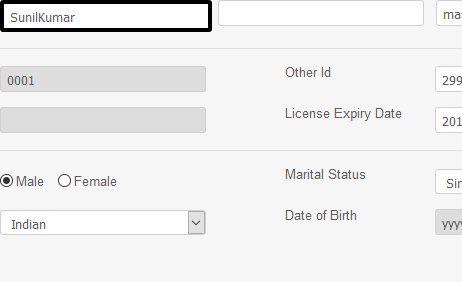 SunilKumar ma
0001 Other Id 299
License Expiry Date 201
Male Female Marital Status Sin
Indian Date of Birth yyyy